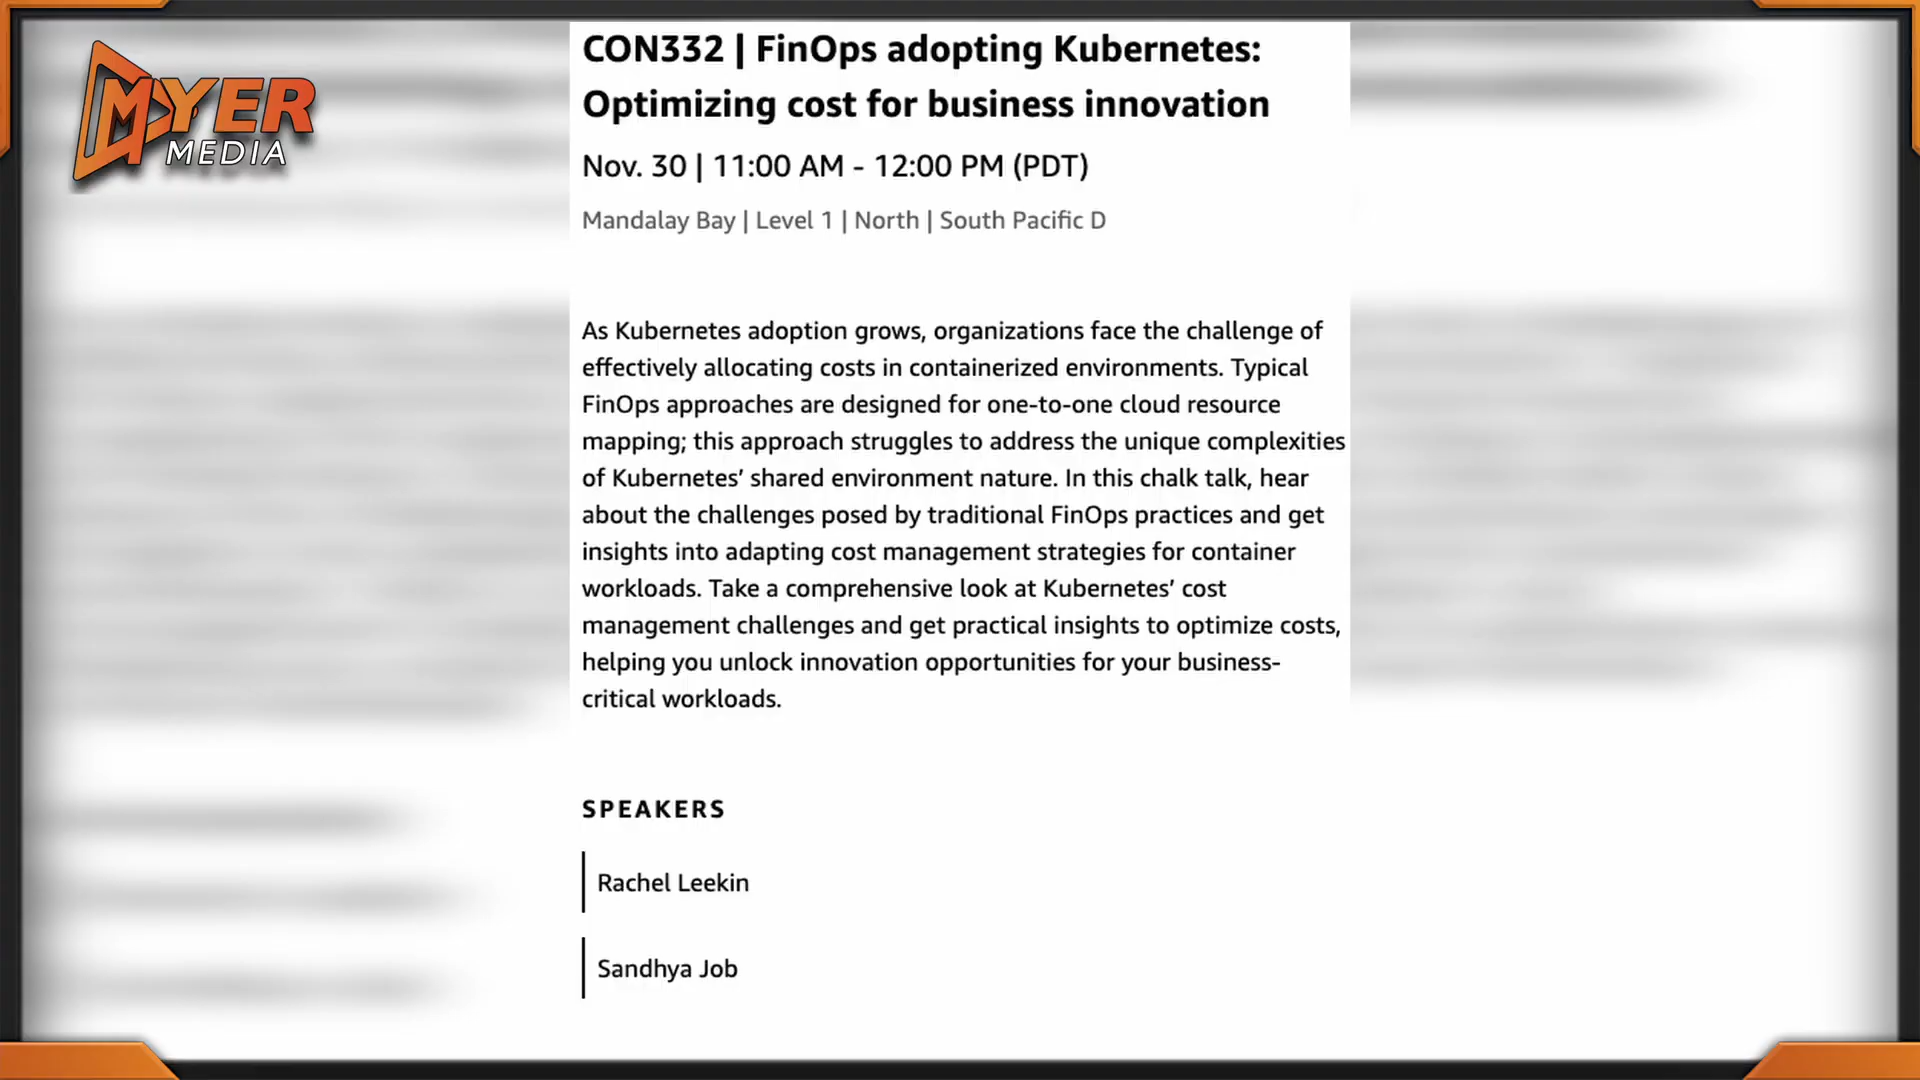 MYER
MEDIA
CON332 | FinOps adopting Kubernetes:
Optimizing cost for business innovation
Nov. 30 | 11:00 AM - 12:00 PM (PDT)
Mandalay Bay | Level 1 | North | South Pacific D
As Kubernetes adoption grows, organizations face the challenge of
effectively allocating costs in containerized environments. Typical
FinOps approaches are designed for one-to-one cloud resource
mapping; this approach struggles to address the unique complexities
of Kubernetes’ shared environment nature. In this chalk talk, hear
about the challenges posed by traditional FinOps practices and get
insights into adapting cost management strategies for container
workloads. Take a comprehensive look at Kubernetes’ cost
management challenges and get practical insights to optimize costs,
helping you unlock innovation opportunities for your business-
critical workloads.
SPEAKERS
Rachel Leekin
Sandhya Job